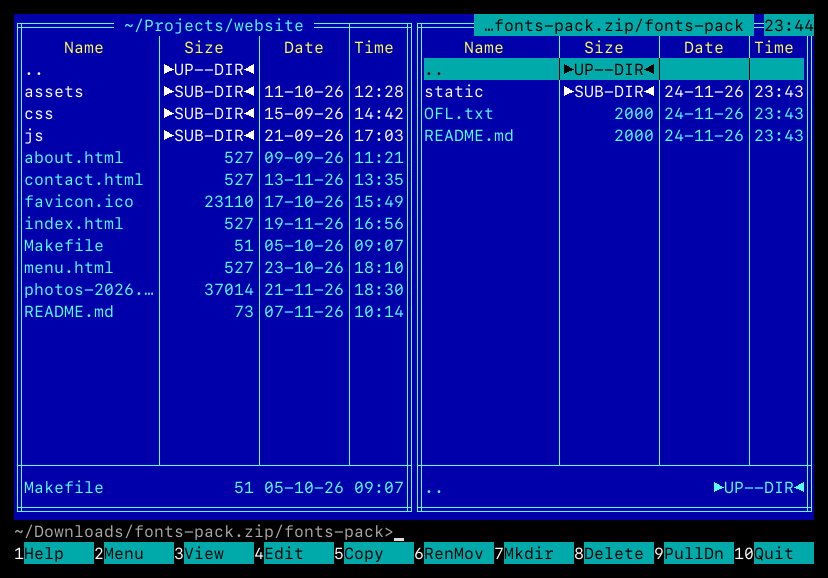 ~/Projects/website
Name Size Date Time
.. ►UP--DIR◄
assets ►SUB-DIR◄ 11-10-26 12:28
css ►SUB-DIR◄ 15-09-26 14:42
js ►SUB-DIR◄ 21-09-26 17:03
about.html 527 09-09-26 11:21
contact.html 527 13-11-26 13:35
favicon.ico 23110 17-10-26 15:49
index.html 527 19-11-26 16:56
Makefile 51 05-10-26 09:07
menu.html 527 23-10-26 18:10
photos-2026.… 37014 21-11-26 18:30
README.md 73 07-11-26 10:14
Makefile 51 05-10-26 09:07
…fonts-pack.zip/fonts-pack 23:44
Name Size Date Time
.. ►UP--DIR◄
static ►SUB-DIR◄ 24-11-26 23:43
OFL.txt 2000 24-11-26 23:43
README.md 2000 24-11-26 23:43
.. ►UP--DIR◄
~/Downloads/fonts-pack.zip/fonts-pack>_
1Help 2Menu 3View 4Edit 5Copy 6RenMov 7Mkdir 8Delete 9PullDn 10Quit